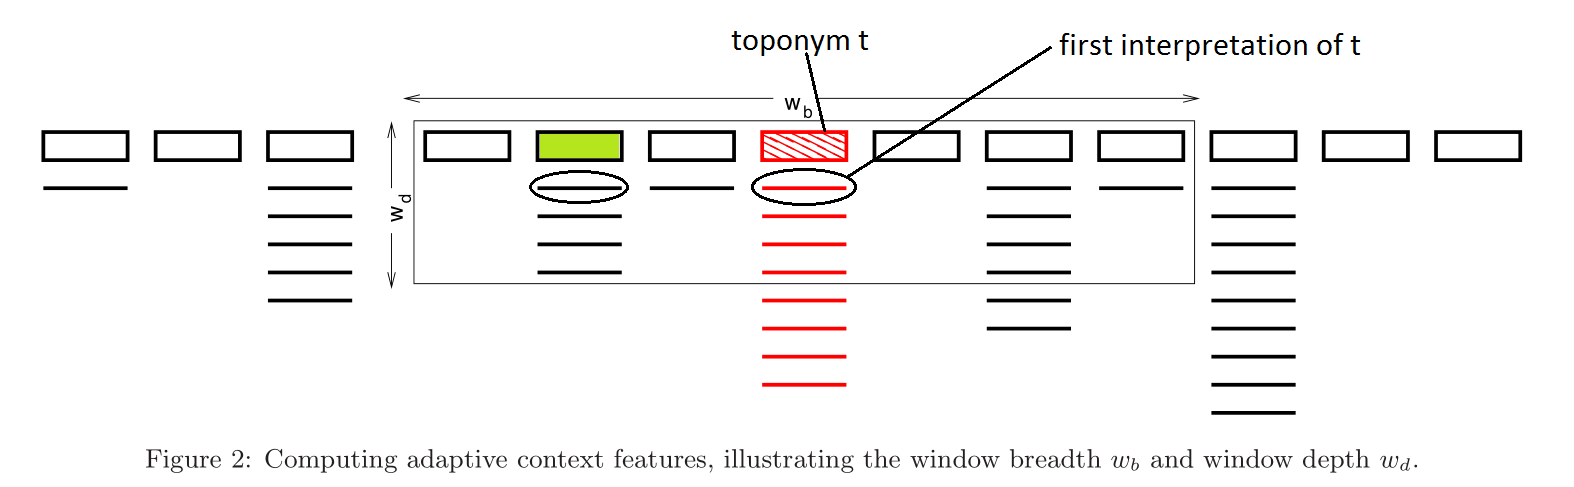 toponym t
first interpretation of t
w_b
w_d
Figure 2: Computing adaptive context features, illustrating the window breadth w_b and window depth w_d.